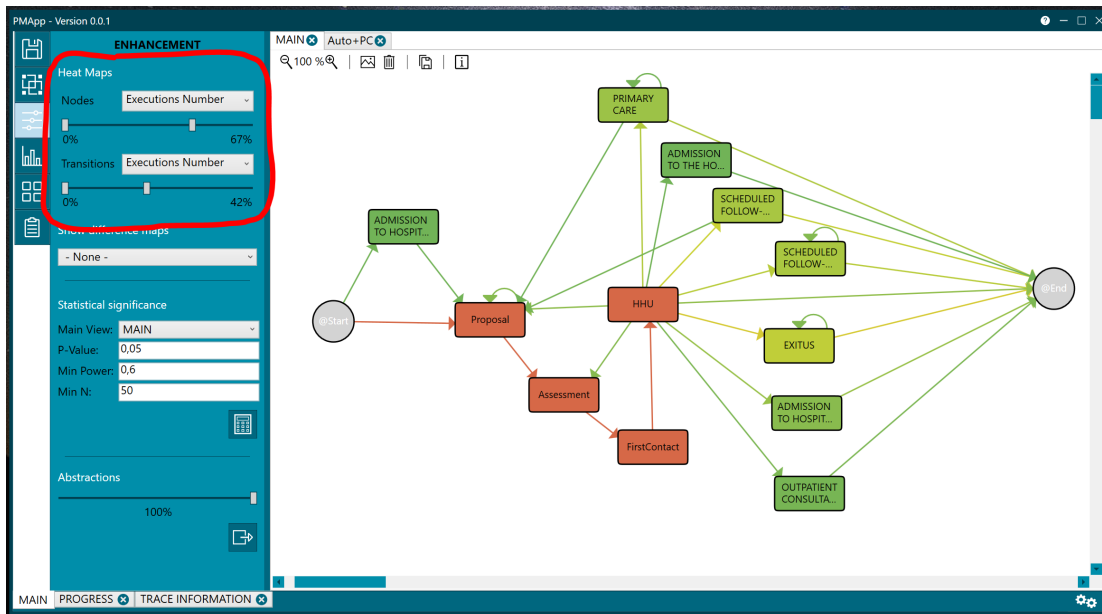 PMApp - Version 0.0.1
ENHANCEMENT
Heat Maps
Nodes Executions Number
0% 67%
Transitions Executions Number
0% 42%
Show difference maps
- None -
Statistical significance
Main View: MAIN
P-Value: 0,05
Min Power: 0,6
Min N: 50
Abstractions
100%
MAIN Auto+PC
100 %
PRIMARY
CARE
ADMISSION
TO THE HO...
SCHEDULED
FOLLOW-...
ADMISSION
TO HOSPIT...
SCHEDULED
FOLLOW-...
@Start
Proposal
HHU
@End
EXITUS
Assessment
ADMISSION
TO HOSPIT...
FirstContact
OUTPATIENT
CONSULTA...
MAIN PROGRESS TRACE INFORMATION